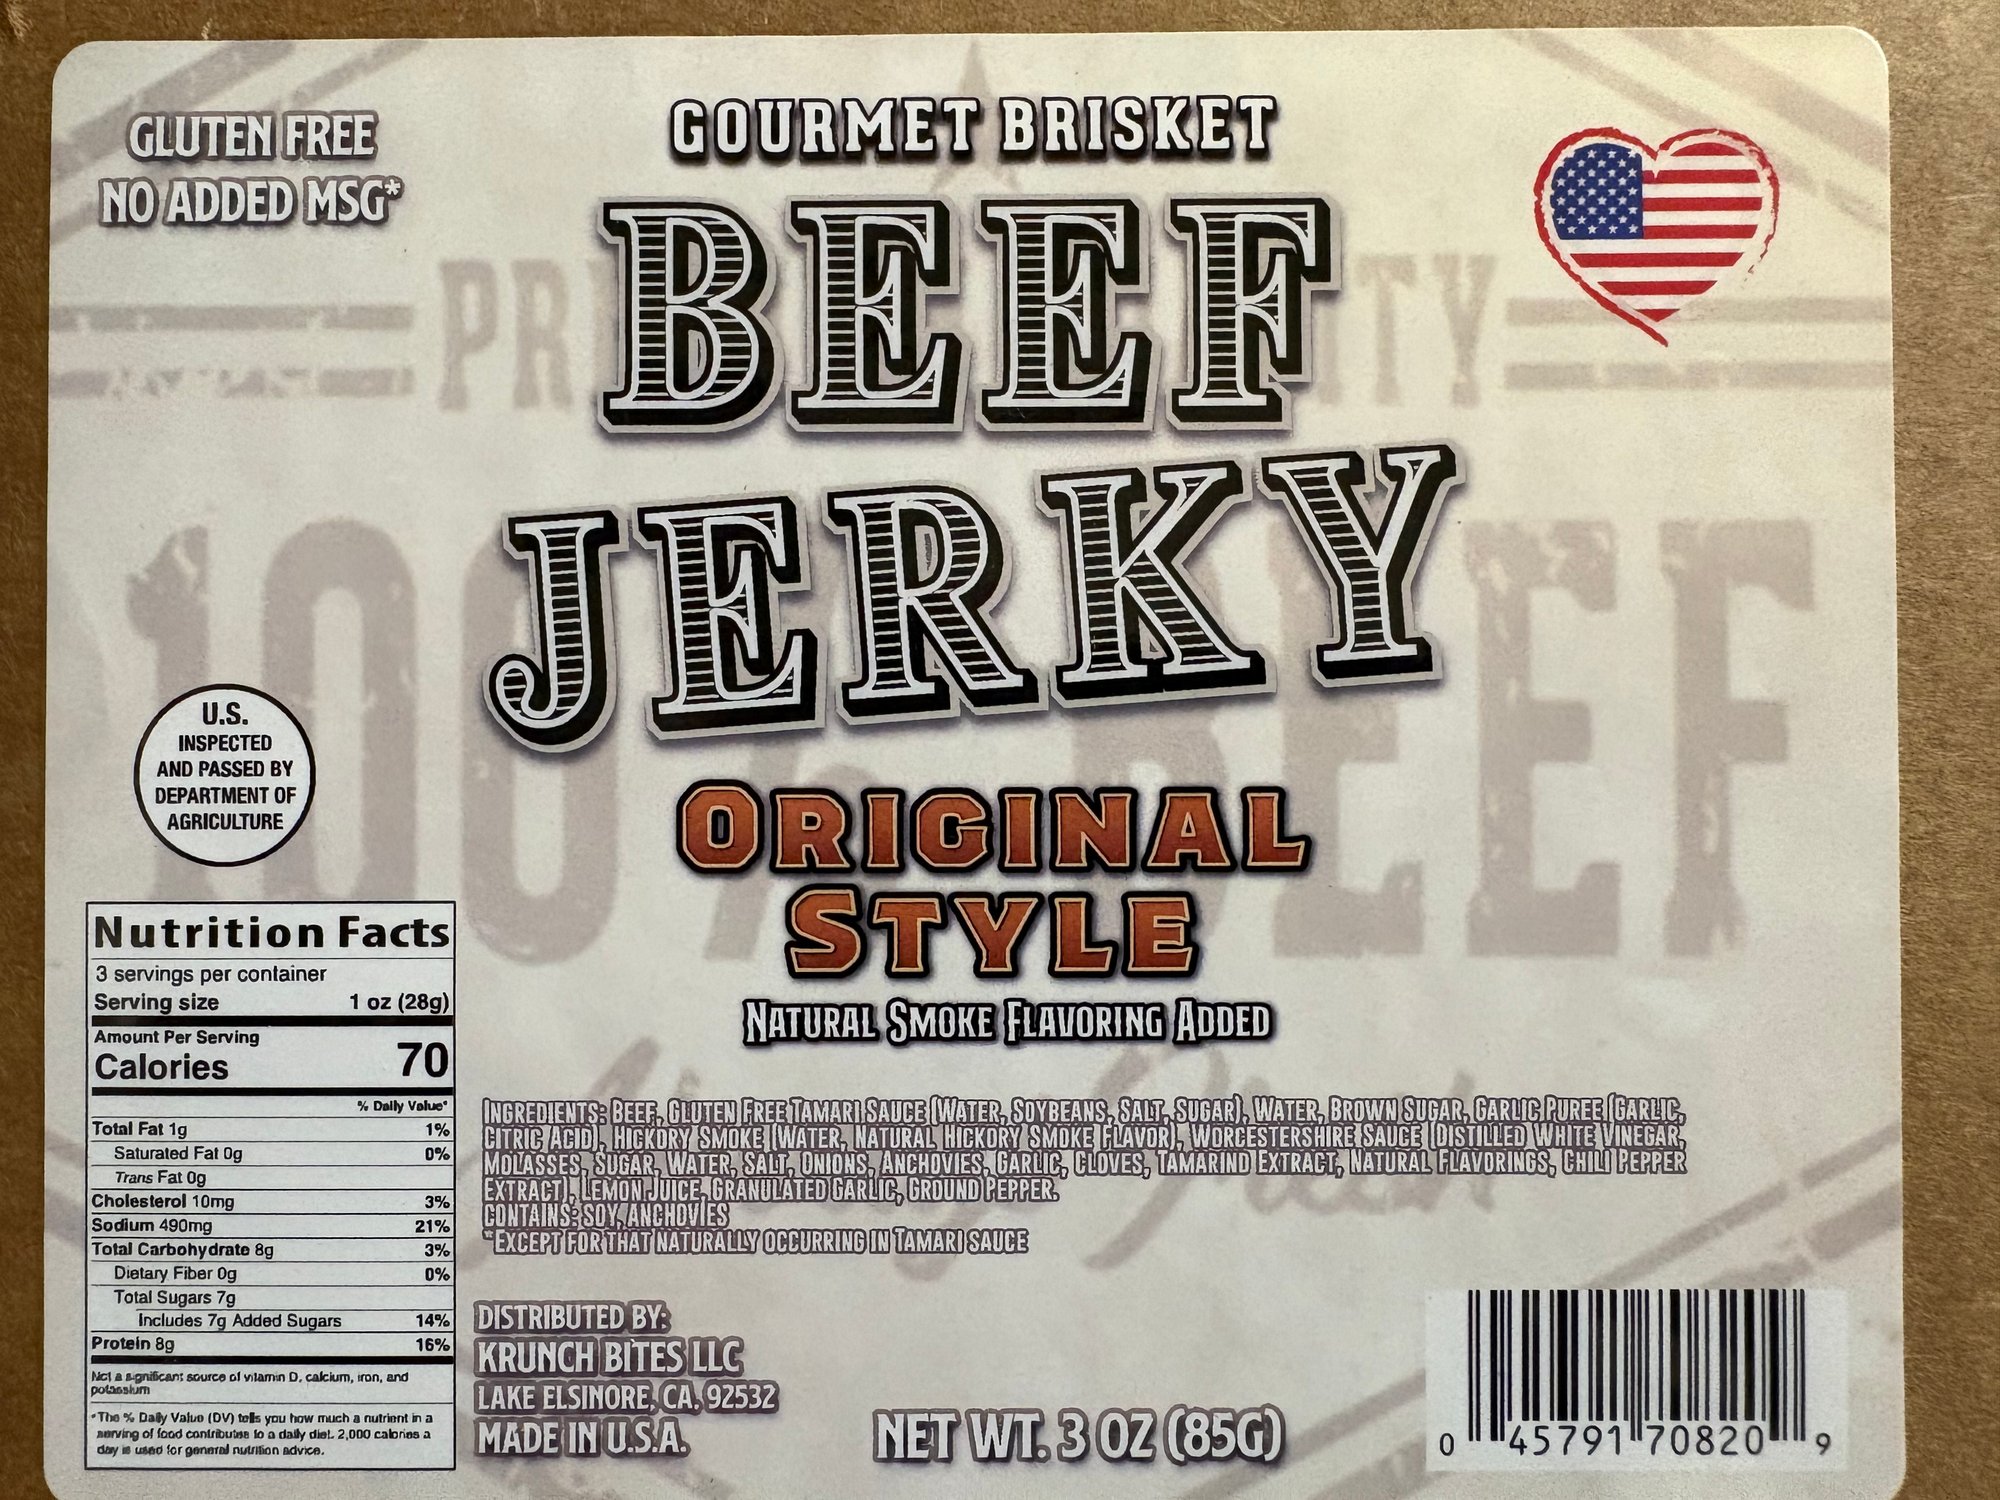 GLUTEN FREE
NO ADDED MSG*
GOURMET BRISKET
BEEF
JERKY
ORIGINAL
STYLE
NATURAL SMOKE FLAVORING ADDED
100% BEEF
U.S.
INSPECTED
AND PASSED BY
DEPARTMENT OF
AGRICULTURE
Nutrition Facts
3 servings per container
Serving size 1 oz (28g)
Amount Per Serving
Calories 70
% Daily Value*
Total Fat 1g 1%
Saturated Fat 0g 0%
Trans Fat 0g
Cholesterol 10mg 3%
Sodium 490mg 21%
Total Carbohydrate 8g 3%
Dietary Fiber 0g 0%
Total Sugars 7g
Includes 7g Added Sugars 14%
Protein 8g 16%
Not a significant source of vitamin D, calcium, iron, and
potassium
*The % Daily Value (DV) tells you how much a nutrient in a
serving of food contributes to a daily diet. 2,000 calories a
day is used for general nutrition advice.
INGREDIENTS: BEEF, GLUTEN FREE TAMARI SAUCE (WATER, SOYBEANS, SALT, SUGAR), WATER, BROWN SUGAR, GARLIC PUREE (GARLIC,
CITRIC ACID), HICKORY SMOKE (WATER, NATURAL HICKORY SMOKE FLAVOR), WORCESTERSHIRE SAUCE (DISTILLED WHITE VINEGAR,
MOLASSES, SUGAR, WATER, SALT, ONIONS, ANCHOVIES, GARLIC, CLOVES, TAMARIND EXTRACT, NATURAL FLAVORINGS, CHILI PEPPER
EXTRACT), LEMON JUICE, GRANULATED GARLIC, GROUND PEPPER.
CONTAINS: SOY, ANCHOVIES
*EXCEPT FOR THAT NATURALLY OCCURRING IN TAMARI SAUCE
DISTRIBUTED BY:
KRUNCH BITES LLC
LAKE ELSINORE, CA, 92532
MADE IN U.S.A.
NET WT. 3 OZ (85G)
0 45791 70820 9